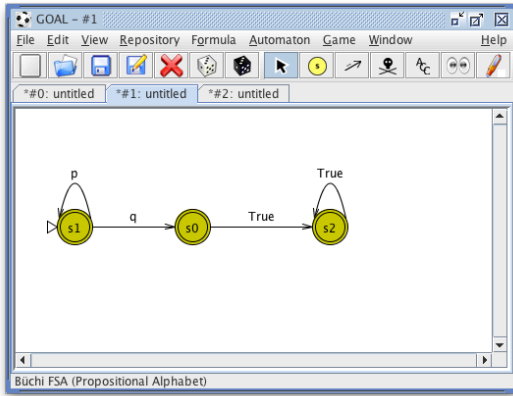 GOAL – #1
File Edit View Repository Formula Automaton Game Window Help
s ACC
*#0: untitled *#1: untitled *#2: untitled
p True
q True
s1 s0 s2
Büchi FSA (Propositional Alphabet)